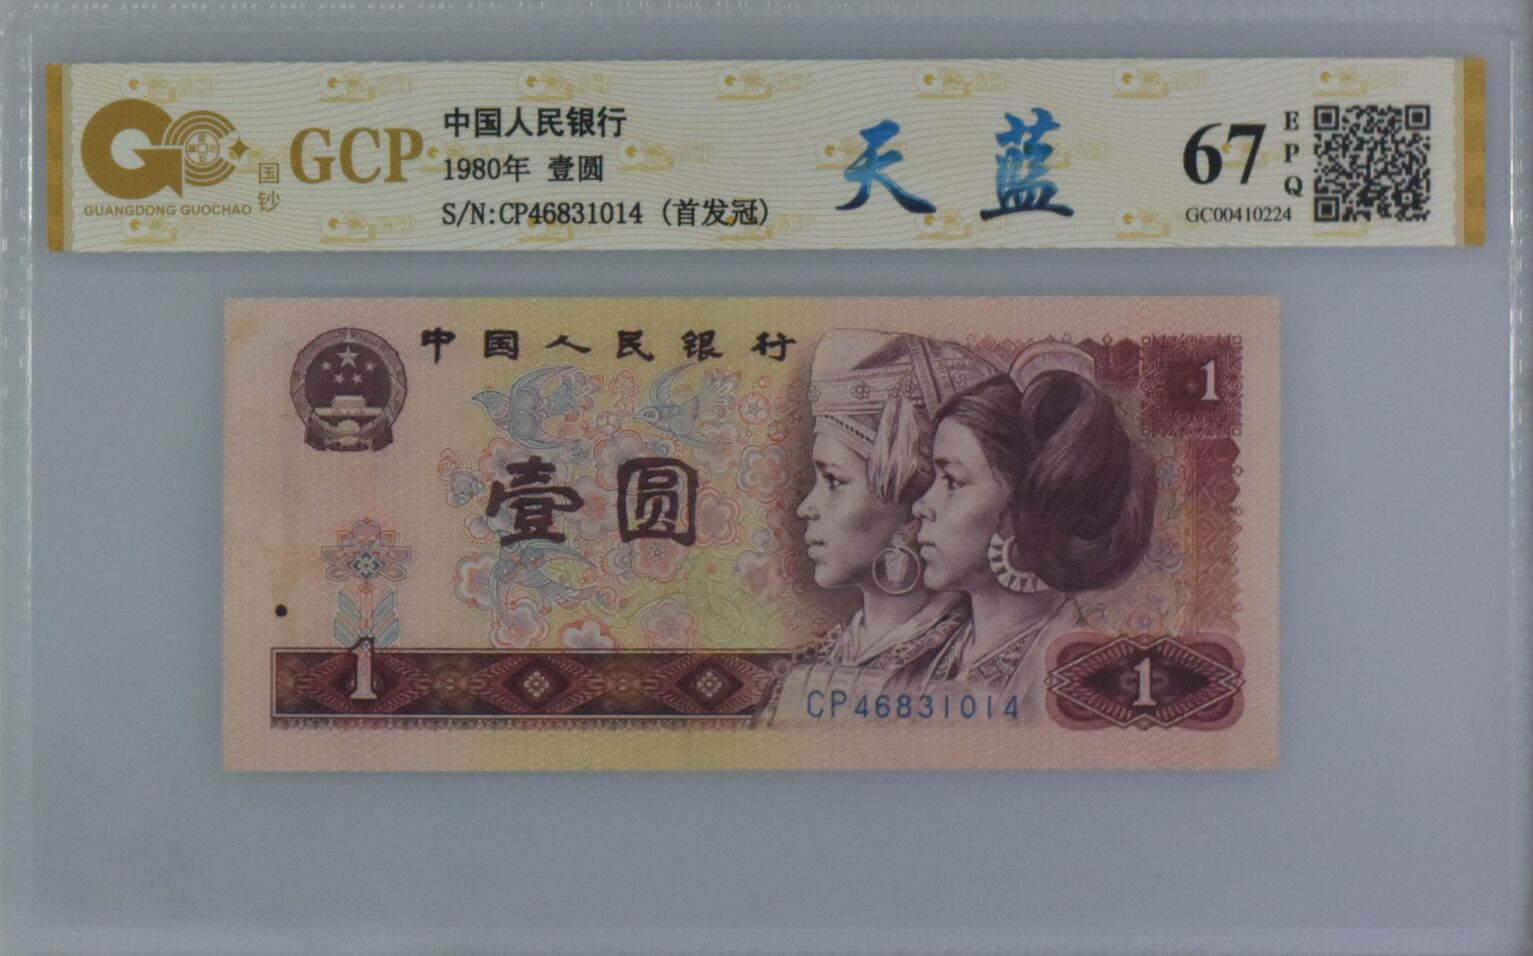 国钞
GUANGDONG GUOCHAO
GCP
中国人民银行
1980年 壹圆
S/N:CP46831014 (首发冠)
天蓝
67
EPQ
GC00410224
中国人民银行
1
壹圆
1
CP46831014
1